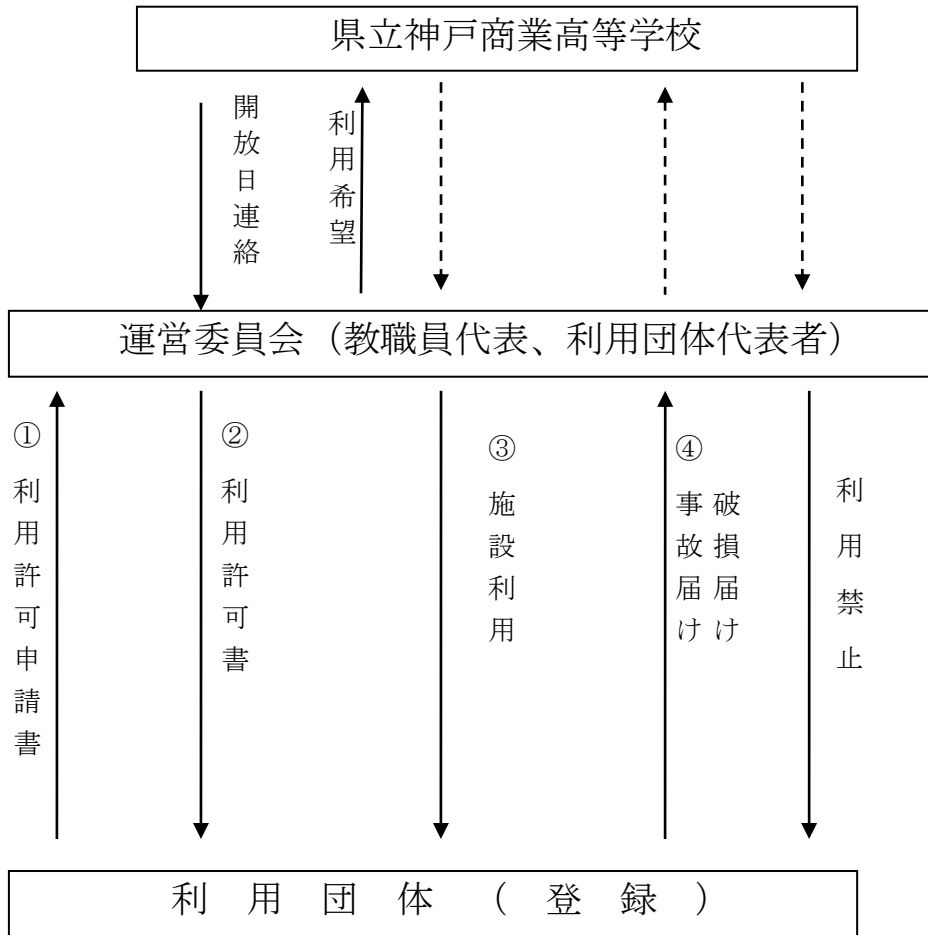 県立神戸商業高等学校
開放日連絡
利用希望
運営委員会（教職員代表、利用団体代表者）
①利用許可申請書
②利用許可書
③施設利用
④
破損届け
事故届け
利用禁止
利用団体（登録）